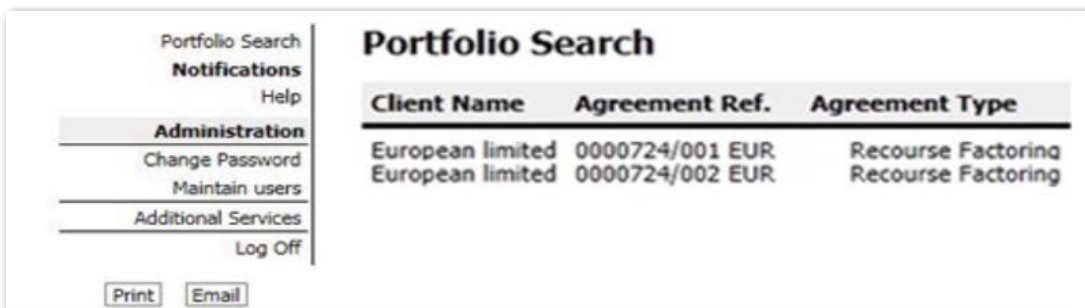 Portfolio Search
Notifications
Help
Administration
Change Password
Maintain users
Additional Services
Log Off
Print Email
Portfolio Search
Client Name Agreement Ref. Agreement Type
European limited 0000724/001 EUR Recourse Factoring
European limited 0000724/002 EUR Recourse Factoring